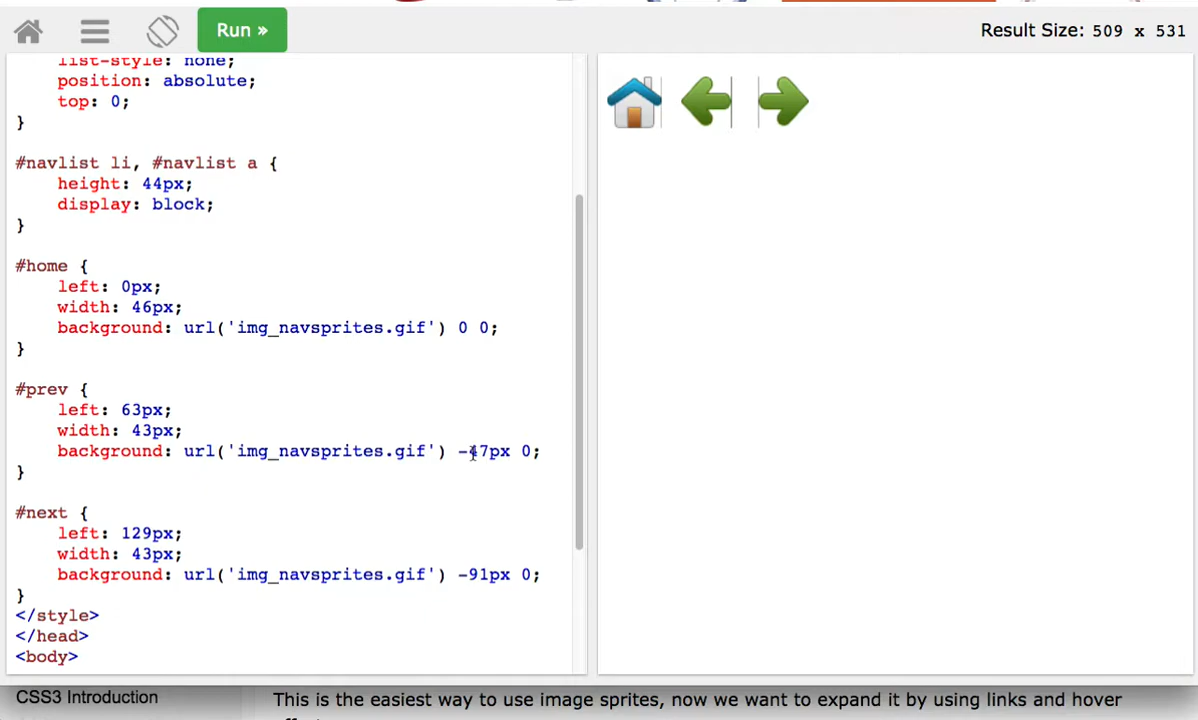 Run »
Result Size: 509 x 531
list-style: none;
position: absolute;
top: 0;
}
#navlist li, #navlist a {
height: 44px;
display: block;
}
#home {
left: 0px;
width: 46px;
background: url('img_navsprites.gif') 0 0;
}
#prev {
left: 63px;
width: 43px;
background: url('img_navsprites.gif') -47px 0;
}
#next {
left: 129px;
width: 43px;
background: url('img_navsprites.gif') -91px 0;
}
</style>
</head>
<body>
CSS3 Introduction
This is the easiest way to use image sprites, now we want to expand it by using links and hover